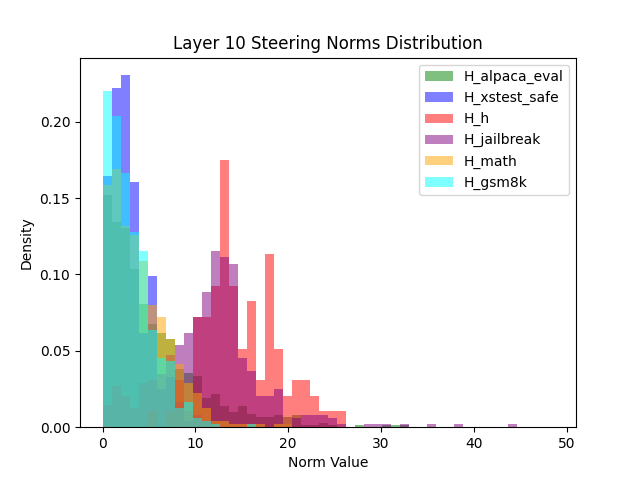 Layer 10 Steering Norms Distribution
H_alpaca_eval
H_xstest_safe
H_h
H_jailbreak
H_math
H_gsm8k
0.20
0.15
0.10
0.05
0.00
Density
0
10
20
30
40
50
Norm Value